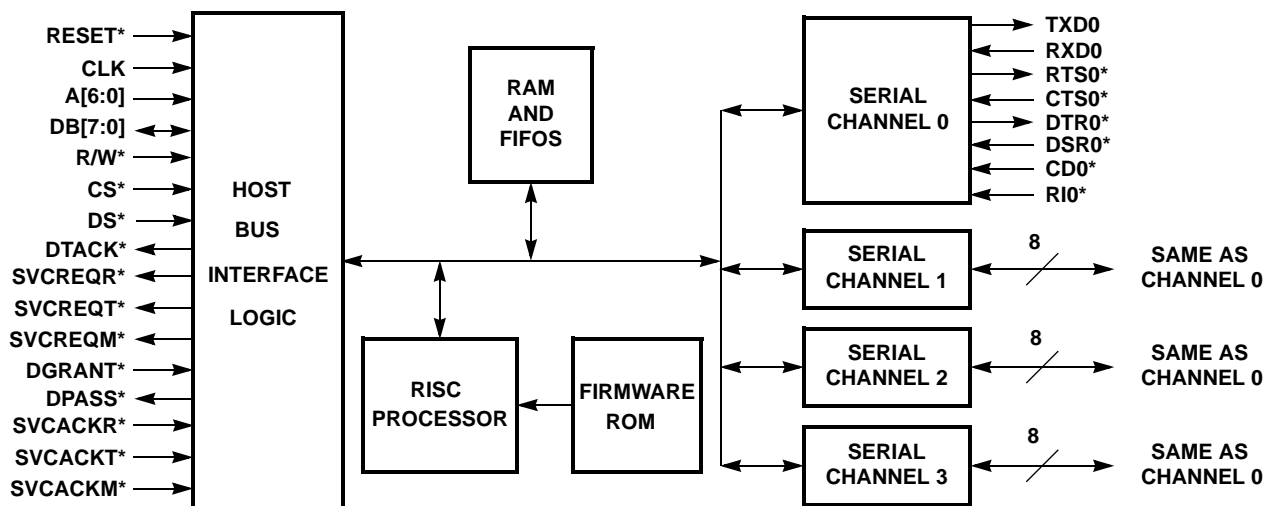 RESET*
CLK
A[6:0]
DB[7:0]
R/W*
CS*
DS*
DTACK*
SVCREQR*
SVCREQT*
SVCREQM*
DGRANT*
DPASS*
SVCACKR*
SVCACKT*
SVCACKM*
HOST
BUS
INTERFACE
LOGIC
RAM
AND
FIFOS
RISC
PROCESSOR
FIRMWARE
ROM
SERIAL
CHANNEL 0
TXD0
RXD0
RTS0*
CTS0*
DTR0*
DSR0*
CD0*
RI0*
SERIAL
CHANNEL 1
8
SAME AS
CHANNEL 0
SERIAL
CHANNEL 2
8
SAME AS
CHANNEL 0
SERIAL
CHANNEL 3
8
SAME AS
CHANNEL 0